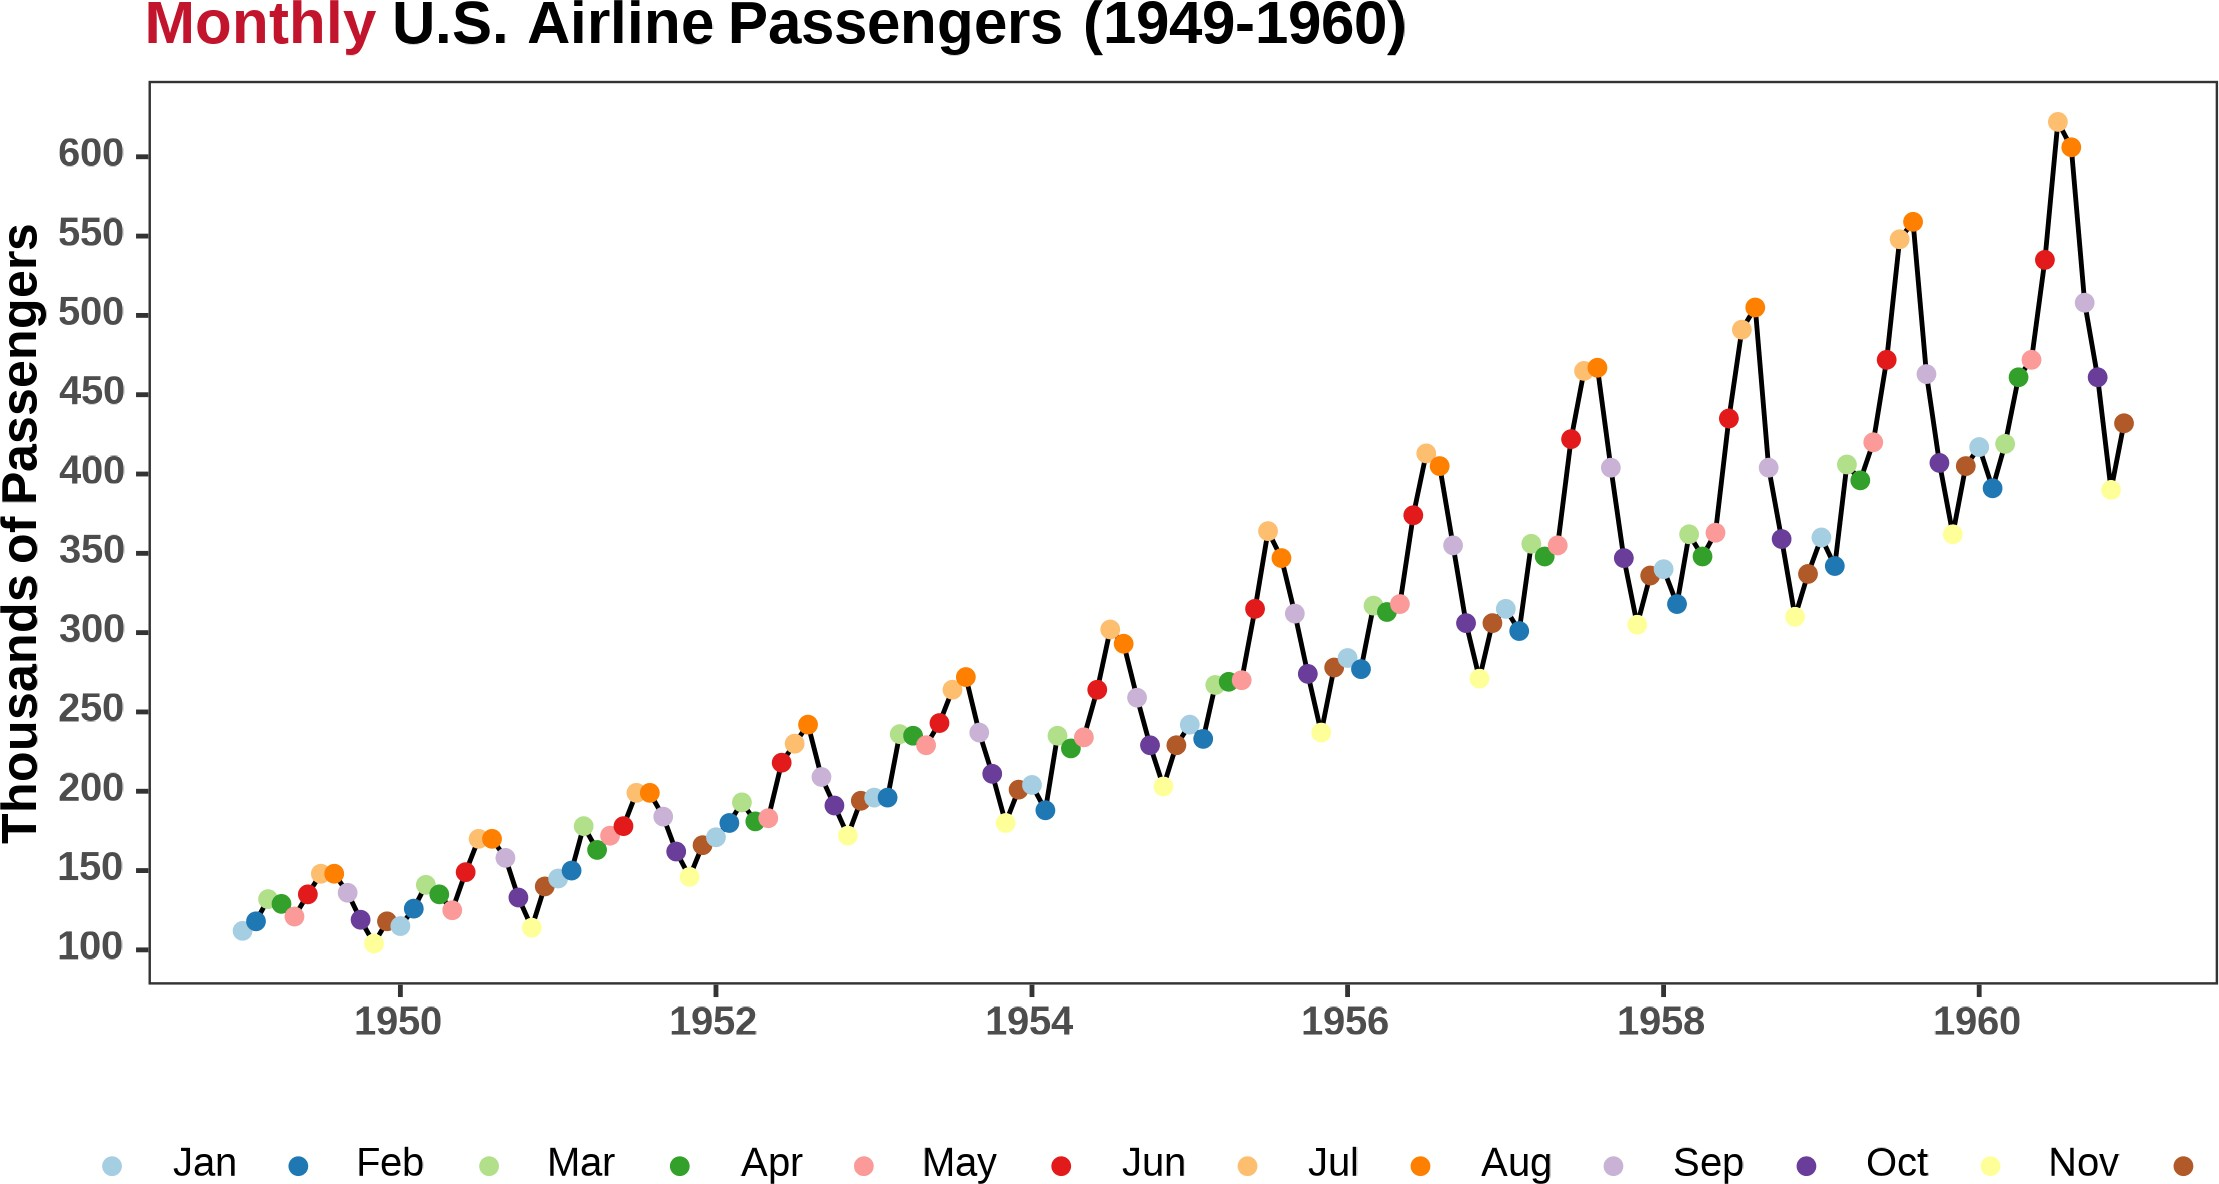 Monthly U.S. Airline Passengers (1949-1960)
Thousands of Passengers
600
550
500
450
400
350
300
250
200
150
100
1950 1952 1954 1956 1958 1960
Jan Feb Mar Apr May Jun Jul Aug Sep Oct Nov